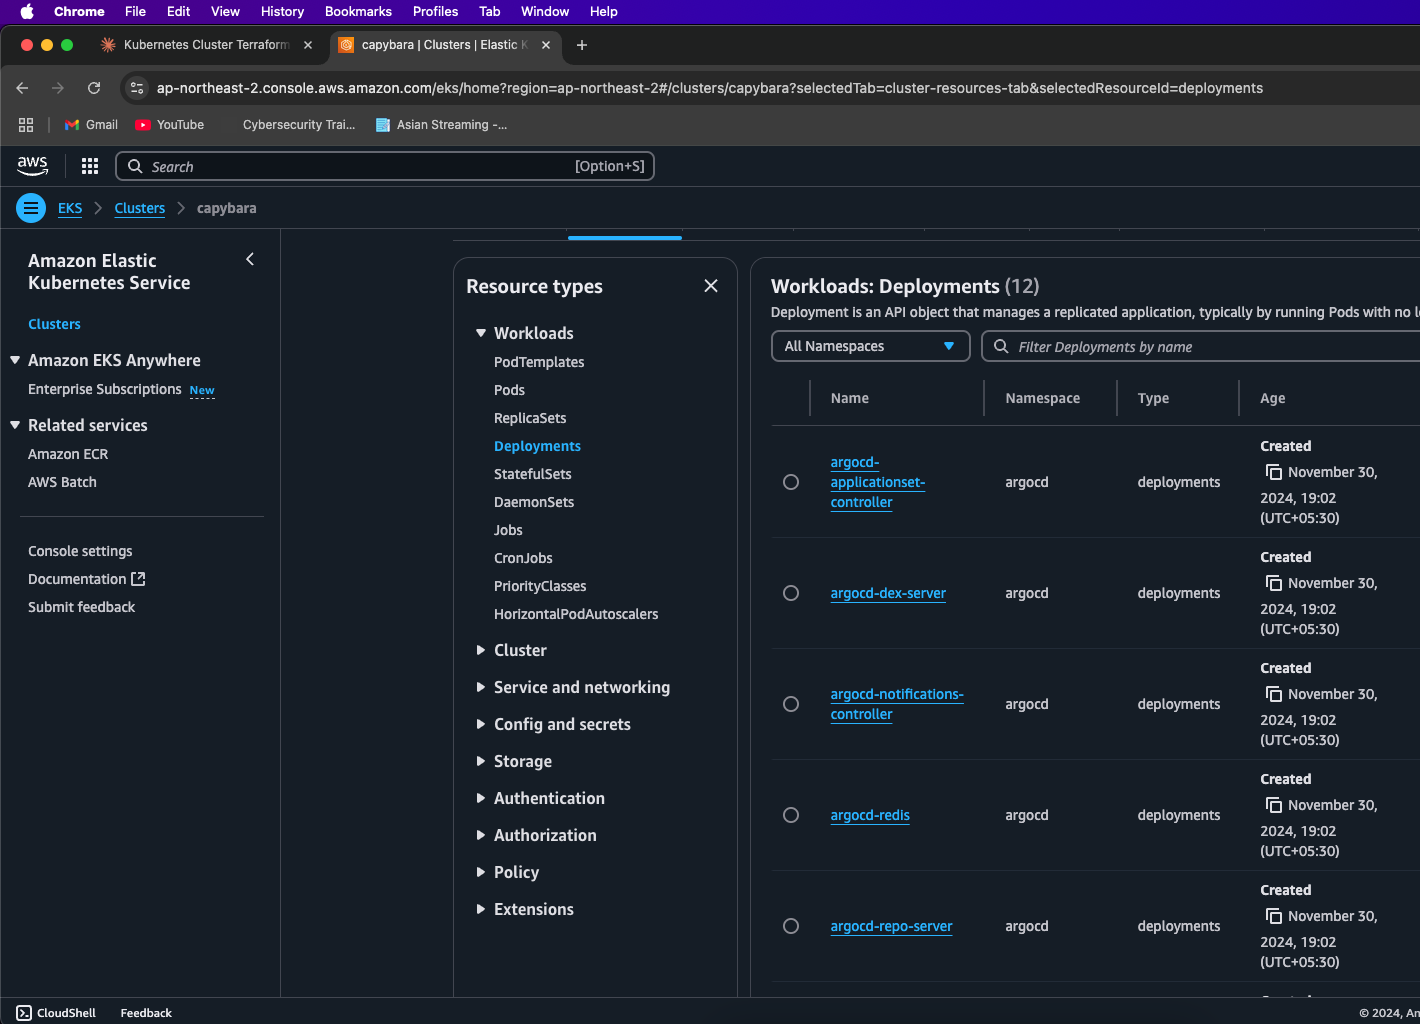 Chrome File Edit View History Bookmarks Profiles Tab Window Help
Kubernetes Cluster Terraform
capybara | Clusters | Elastic K
ap-northeast-2.console.aws.amazon.com/eks/home?region=ap-northeast-2#/clusters/capybara?selectedTab=cluster-resources-tab&selectedResourceId=deployments
Gmail YouTube Cybersecurity Trai... Asian Streaming -...
aws Search [Option+S]
EKS Clusters capybara
Amazon Elastic
Kubernetes Service
Clusters
Amazon EKS Anywhere
Enterprise Subscriptions New
Related services
Amazon ECR
AWS Batch
Console settings
Documentation
Submit feedback
Resource types
Workloads
PodTemplates
Pods
ReplicaSets
Deployments
StatefulSets
DaemonSets
Jobs
CronJobs
PriorityClasses
HorizontalPodAutoscalers
Cluster
Service and networking
Config and secrets
Storage
Authentication
Authorization
Policy
Extensions
Workloads: Deployments (12)
Deployment is an API object that manages a replicated application, typically by running Pods with no
All Namespaces Filter Deployments by name
Name Namespace Type Age
argocd-
applicationset-
controller
argocd
deployments
Created
November 30,
2024, 19:02
(UTC+05:30)
argocd-dex-server
argocd
deployments
Created
November 30,
2024, 19:02
(UTC+05:30)
argocd-notifications-
controller
argocd
deployments
Created
November 30,
2024, 19:02
(UTC+05:30)
argocd-redis
argocd
deployments
Created
November 30,
2024, 19:02
(UTC+05:30)
argocd-repo-server
argocd
deployments
Created
November 30,
2024, 19:02
(UTC+05:30)
CloudShell Feedback
© 2024,